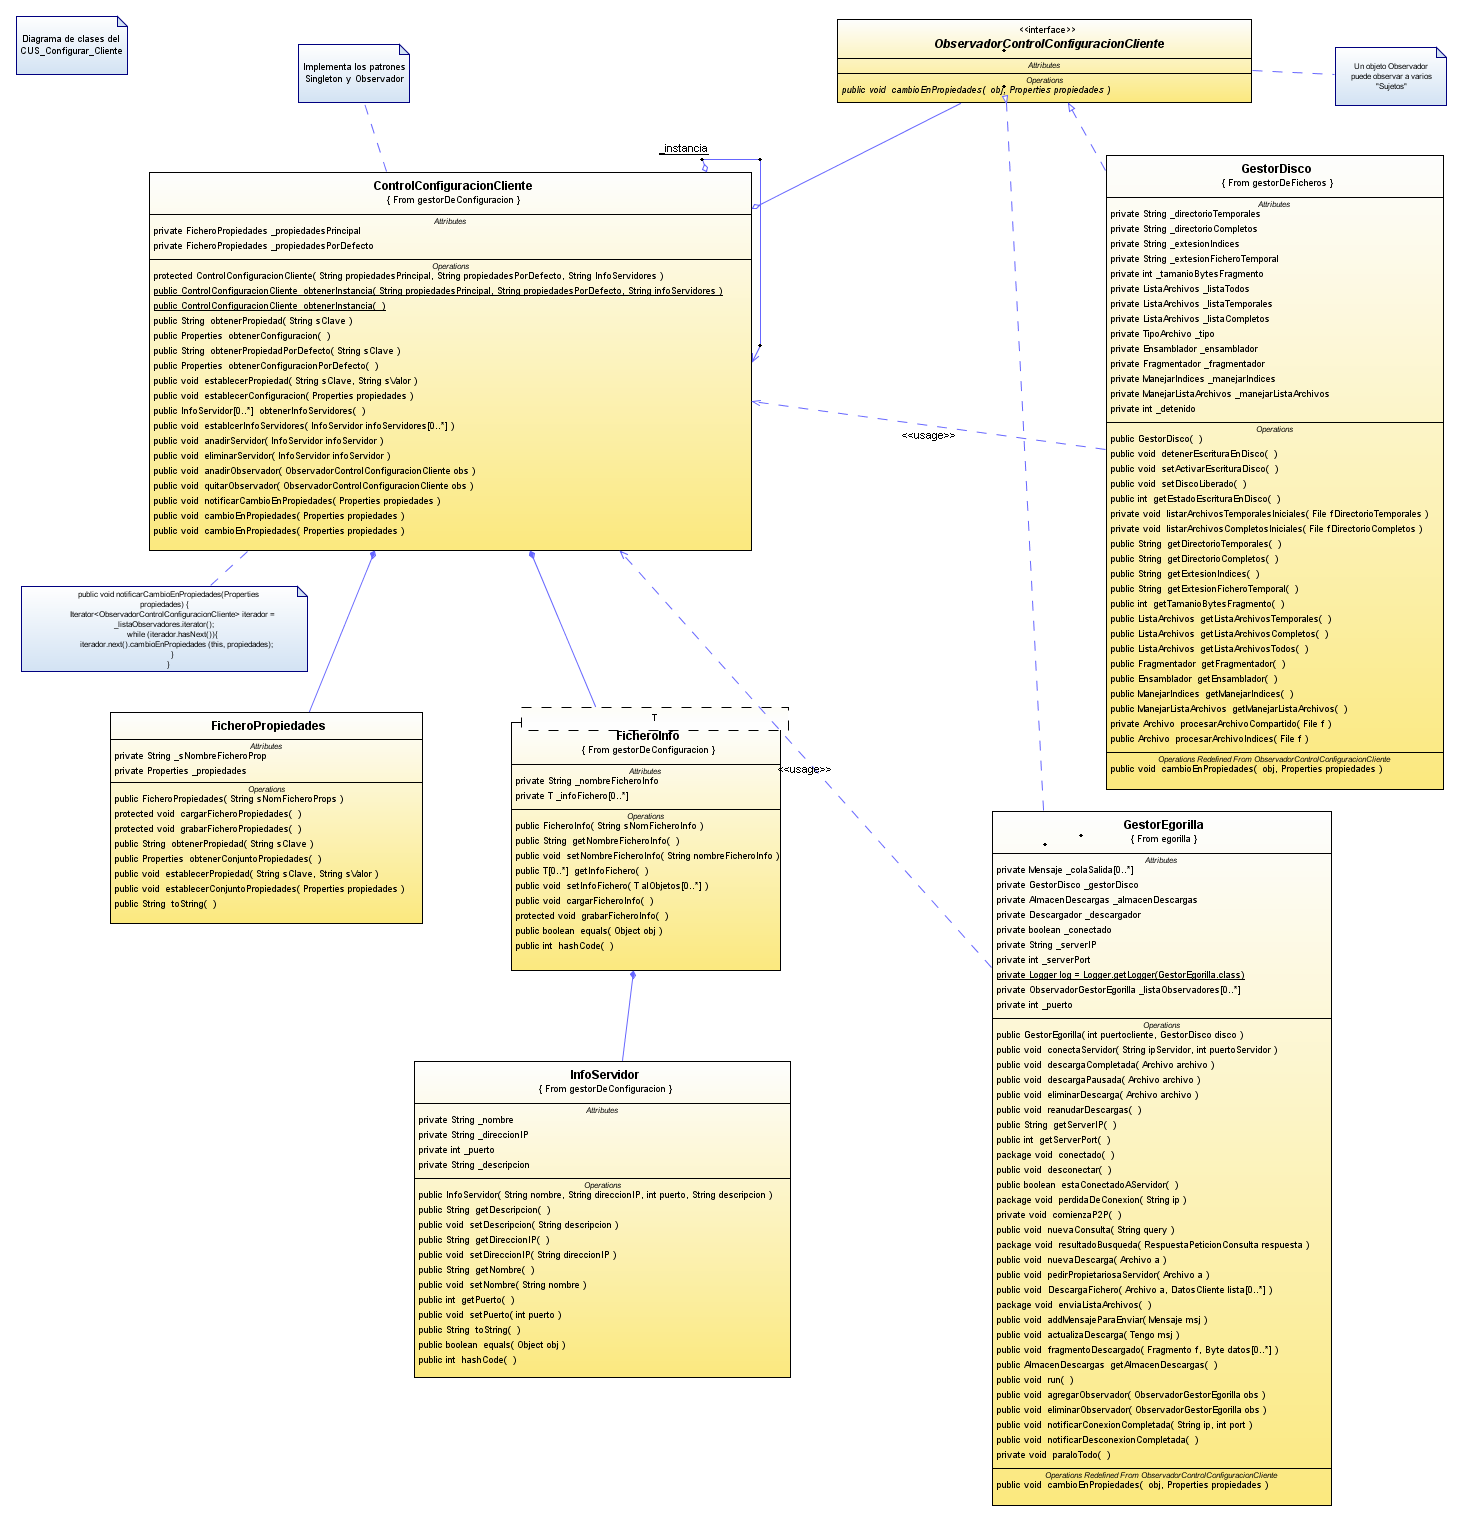 Diagrama de clases del
CUS_Configurar_Cliente
Implementa los patrones
Singleton y Observador
<<interface>>
ObservadorControlConfiguracionCliente
Attributes
Operations
public void cambioEnPropiedades( obj, Properties propiedades )
Un objeto Observador
puede observar a varios
"Sujetos"
_instancia
ControlConfiguracionCliente
{ From gestorDeConfiguracion }
Attributes
private FicheroPropiedades _propiedadesPrincipal
private FicheroPropiedades _propiedadesPorDefecto
Operations
protected ControlConfiguracionCliente( String propiedadesPrincipal, String propiedadesPorDefecto, String InfoServidores )
public ControlConfiguracionCliente obtenerInstancia( String propiedadesPrincipal, String propiedadesPorDefecto, String infoServidores )
public ControlConfiguracionCliente obtenerInstancia( )
public String obtenerPropiedad( String sClave )
public Properties obtenerConfiguracion( )
public String obtenerPropiedadPorDefecto( String sClave )
public Properties obtenerConfiguracionPorDefecto( )
public void establecerPropiedad( String sClave, String sValor )
public void establecerConfiguracion( Properties propiedades )
public InfoServidor[0..*] obtenerInfoServidores( )
public void establcerInfoServidores( InfoServidor infoServidores[0..*] )
public void anadirServidor( InfoServidor infoServidor )
public void eliminarServidor( InfoServidor infoServidor )
public void anadirObservador( ObservadorControlConfiguracionCliente obs )
public void quitarObservador( ObservadorControlConfiguracionCliente obs )
public void notificarCambioEnPropiedades( Properties propiedades )
public void cambioEnPropiedades( Properties propiedades )
public void cambioEnPropiedades( Properties propiedades )
GestorDisco
{ From gestorDeFicheros }
Attributes
private String _directorioTemporales
private String _directorioCompletos
private String _extesionIndices
private String _extesionFicheroTemporal
private int _tamanioBytesFragmento
private ListaArchivos _listaTodos
private ListaArchivos _listaTemporales
private ListaArchivos _listaCompletos
private TipoArchivo _tipo
private Ensamblador _ensamblador
private Fragmentador _fragmentador
private ManejarIndices _manejarIndices
private ManejarListaArchivos _manejarListaArchivos
private int _detenido
Operations
public GestorDisco( )
public void detenerEscrituraEnDisco( )
public void setActivarEscrituraDisco( )
public void setDiscoLiberado( )
public int getEstadoEscrituraEnDisco( )
private void listarArchivosTemporalesIniciales( File fDirectorioTemporales )
private void listarArchivosCompletosIniciales( File fDirectorioCompletos )
public String getDirectorioTemporales( )
public String getDirectorioCompletos( )
public String getExtesionIndices( )
public String getExtesionFicheroTemporal( )
public int getTamanioBytesFragmento( )
public ListaArchivos getListaArchivosTemporales( )
public ListaArchivos getListaArchivosCompletos( )
public ListaArchivos getListaArchivosTodos( )
public Fragmentador getFragmentador( )
public Ensamblador getEnsamblador( )
public ManejarIndices getManejarIndices( )
public ManejarListaArchivos getManejarListaArchivos( )
private Archivo procesarArchivoCompartido( File f )
public Archivo procesarArchivoIndices( File f )
Operations Redefined From ObservadorControlConfiguracionCliente
public void cambioEnPropiedades( obj, Properties propiedades )
<<usage>>
public void notificarCambioEnPropiedades(Properties
propiedades) {
Iterator<ObservadorControlConfiguracionCliente> iterador =
_listaObservadores.iterator();
while (iterador.hasNext()){
iterador.next().cambioEnPropiedades (this, propiedades);
}
}
FicheroPropiedades
Attributes
private String _sNombreFicheroProp
private Properties _propiedades
Operations
public FicheroPropiedades( String sNomFicheroProps )
protected void cargarFicheroPropiedades( )
protected void grabarFicheroPropiedades( )
public String obtenerPropiedad( String sClave )
public Properties obtenerConjuntoPropiedades( )
public void establecerPropiedad( String sClave, String sValor )
public void establecerConjuntoPropiedades( Properties propiedades )
public String toString( )
T
FicheroInfo
{ From gestorDeConfiguracion }
Attributes
private String _nombreFicheroInfo
private T _infoFichero[0..*]
Operations
public FicheroInfo( String sNomFicheroInfo )
public String getNombreFicheroInfo( )
public void setNombreFicheroInfo( String nombreFicheroInfo )
public T[0..*] getInfoFichero( )
public void setInfoFichero( T alObjetos[0..*] )
public void cargarFicheroInfo( )
protected void grabarFicheroInfo( )
public boolean equals( Object obj )
public int hashCode( )
<<usage>>
GestorEgorilla
{ From egorilla }
Attributes
private Mensaje _colaSalida[0..*]
private GestorDisco _gestorDisco
private AlmacenDescargas _almacenDescargas
private Descargador _descargador
private boolean _conectado
private String _serverIP
private int _serverPort
private Logger log = Logger.getLogger(GestorEgorilla.class)
private ObservadorGestorEgorilla _listaObservadores[0..*]
private int _puerto
Operations
public GestorEgorilla( int puertocliente, GestorDisco disco )
public void conectaServidor( String ipServidor, int puertoServidor )
public void descargaCompletada( Archivo archivo )
public void descargaPausada( Archivo archivo )
public void eliminarDescarga( Archivo archivo )
public void reanudarDescargas( )
public String getServerIP( )
public int getServerPort( )
package void conectado( )
public void desconectar( )
public boolean estaConectadoAServidor( )
package void perdidaDeConexion( String ip )
private void comienzaP2P( )
public void nuevaConsulta( String query )
package void resultadoBusqueda( RespuestaPeticionConsulta respuesta )
public void nuevaDescarga( Archivo a )
public void pedirPropietariosaServidor( Archivo a )
public void DescargaFichero( Archivo a, DatosCliente lista[0..*] )
package void enviaListaArchivos( )
public void addMensajeParaEnviar( Mensaje msj )
public void actualizaDescarga( Tengo msj )
public void fragmentoDescargado( Fragmento f, Byte datos[0..*] )
public AlmacenDescargas getAlmacenDescargas( )
public void run( )
public void agregarObservador( ObservadorGestorEgorilla obs )
public void eliminarObservador( ObservadorGestorEgorilla obs )
public void notificarConexionCompletada( String ip, int port )
public void notificarDesconexionCompletada( )
private void paraloTodo( )
Operations Redefined From ObservadorControlConfiguracionCliente
public void cambioEnPropiedades( obj, Properties propiedades )
InfoServidor
{ From gestorDeConfiguracion }
Attributes
private String _nombre
private String _direccionIP
private int _puerto
private String _descripcion
Operations
public InfoServidor( String nombre, String direccionIP, int puerto, String descripcion )
public String getDescripcion( )
public void setDescripcion( String descripcion )
public String getDireccionIP( )
public void setDireccionIP( String direccionIP )
public String getNombre( )
public void setNombre( String nombre )
public int getPuerto( )
public void setPuerto( int puerto )
public String toString( )
public boolean equals( Object obj )
public int hashCode( )